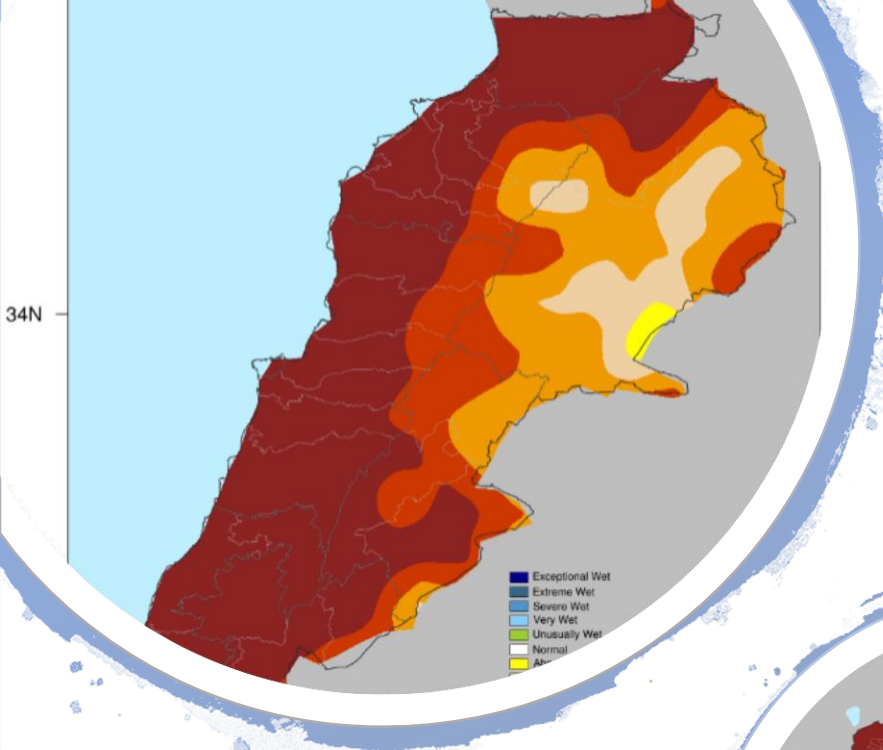 34N
Exceptional Wet
Extreme Wet
Severe Wet
Very Wet
Unusually Wet
Normal